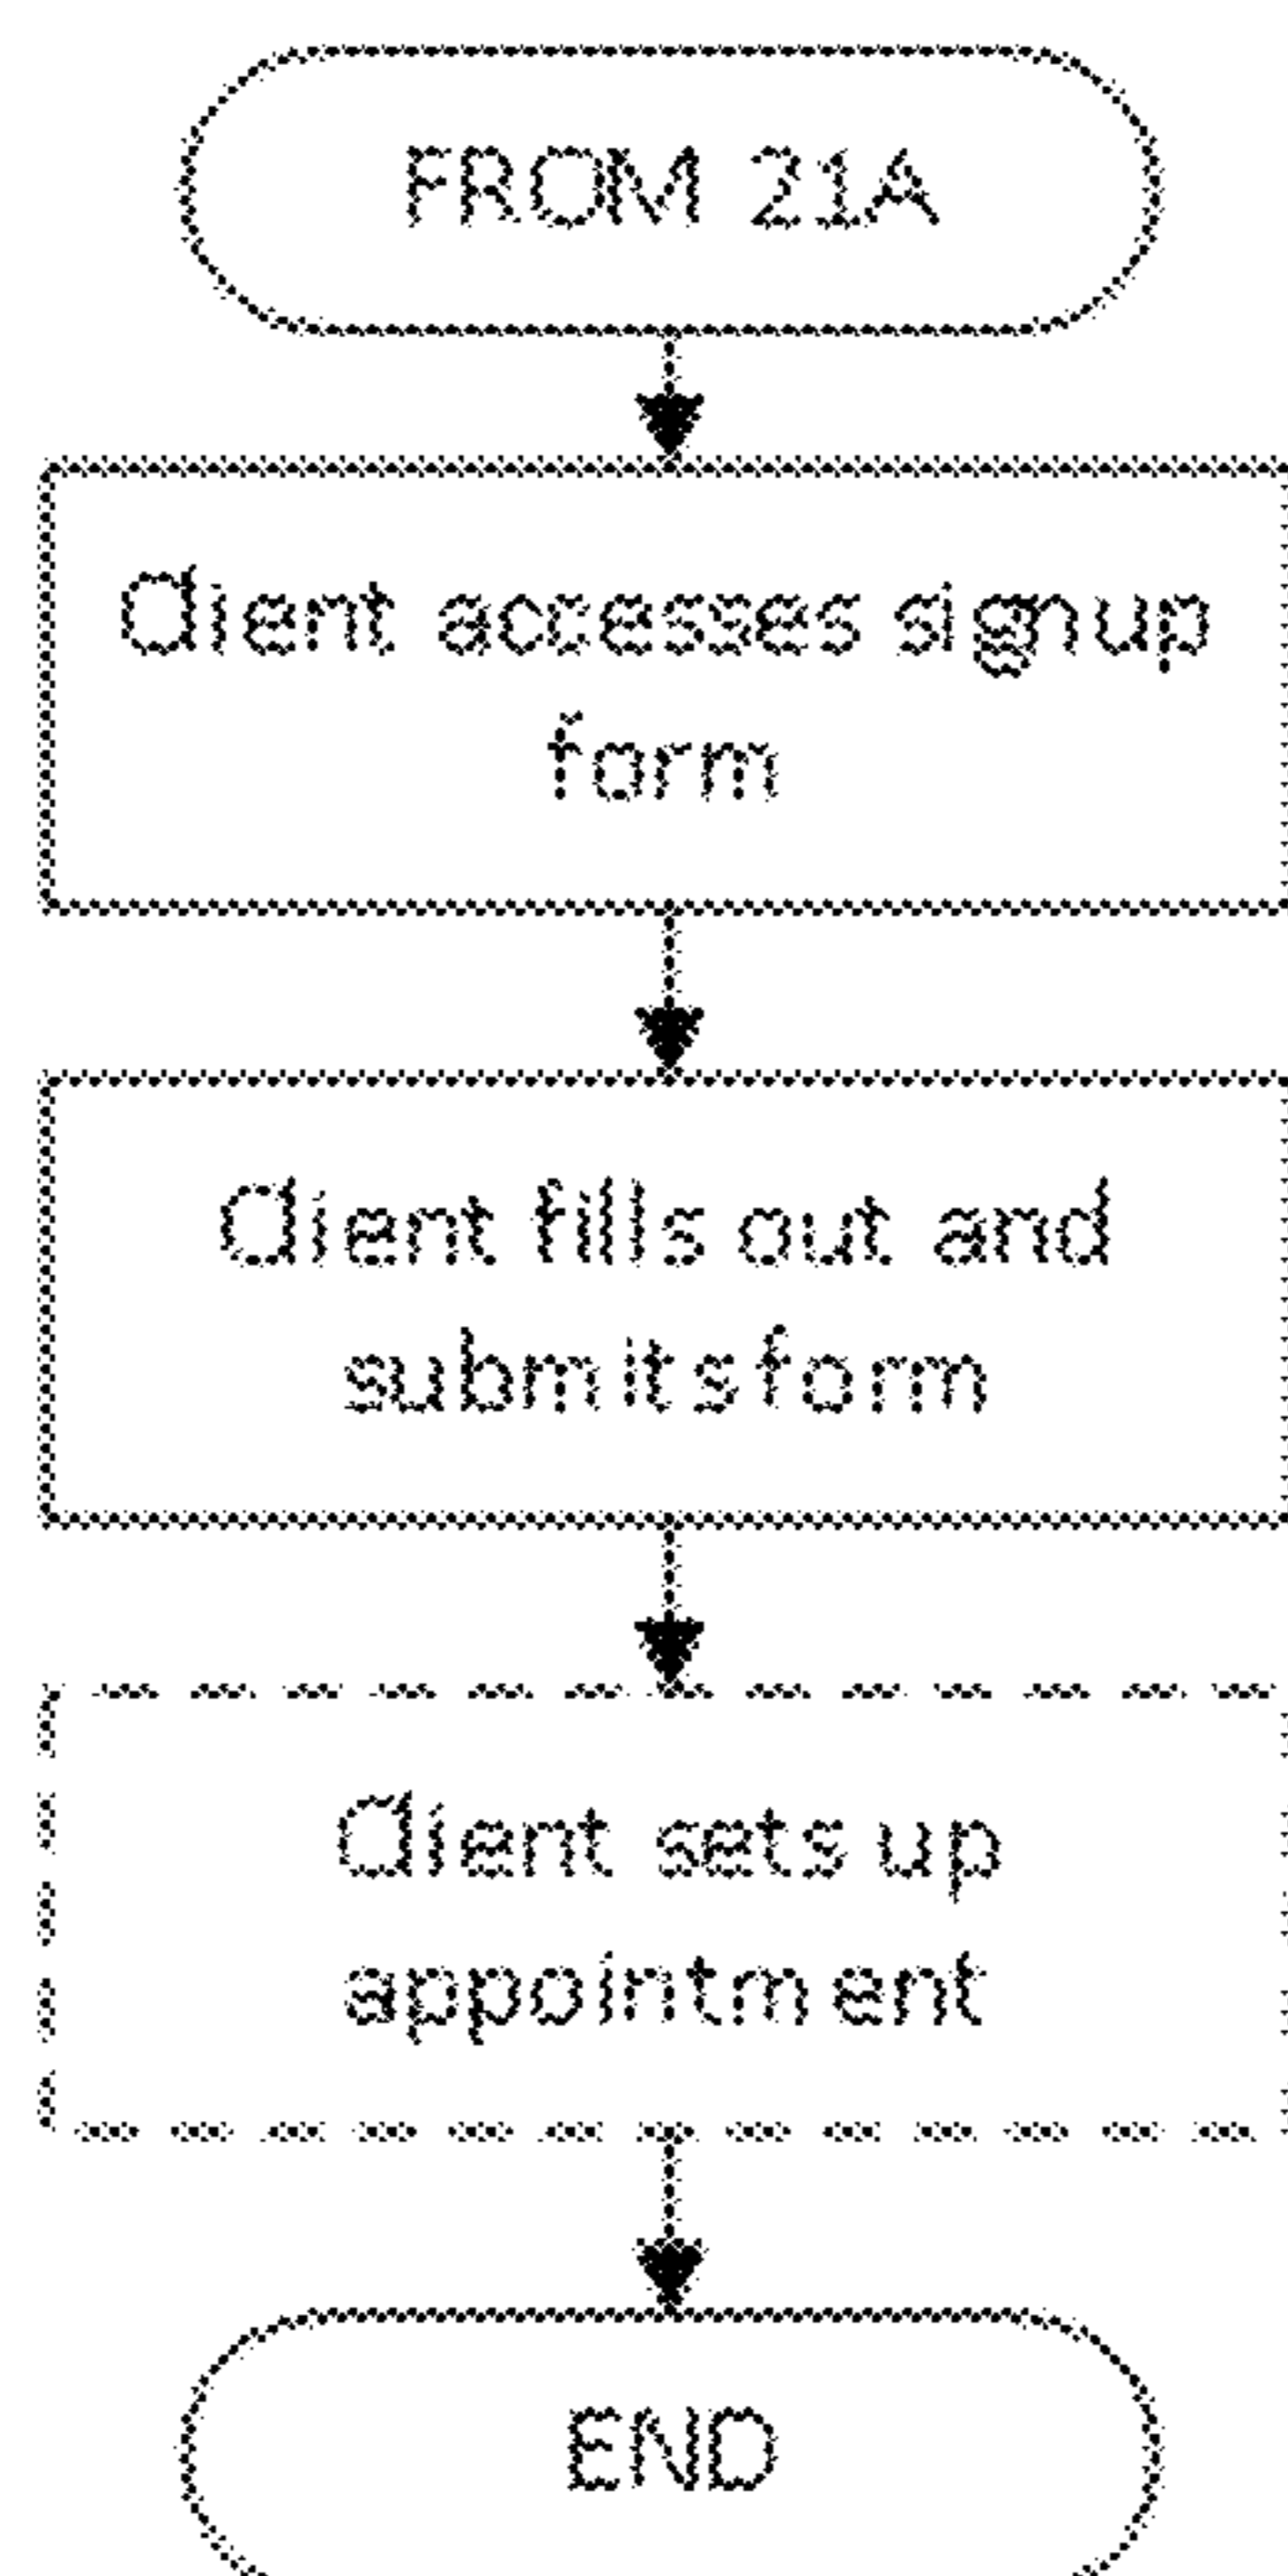 FROM 21A
Client accesses signup
form
Client fills out and
submits form
Client sets up
appointment
END